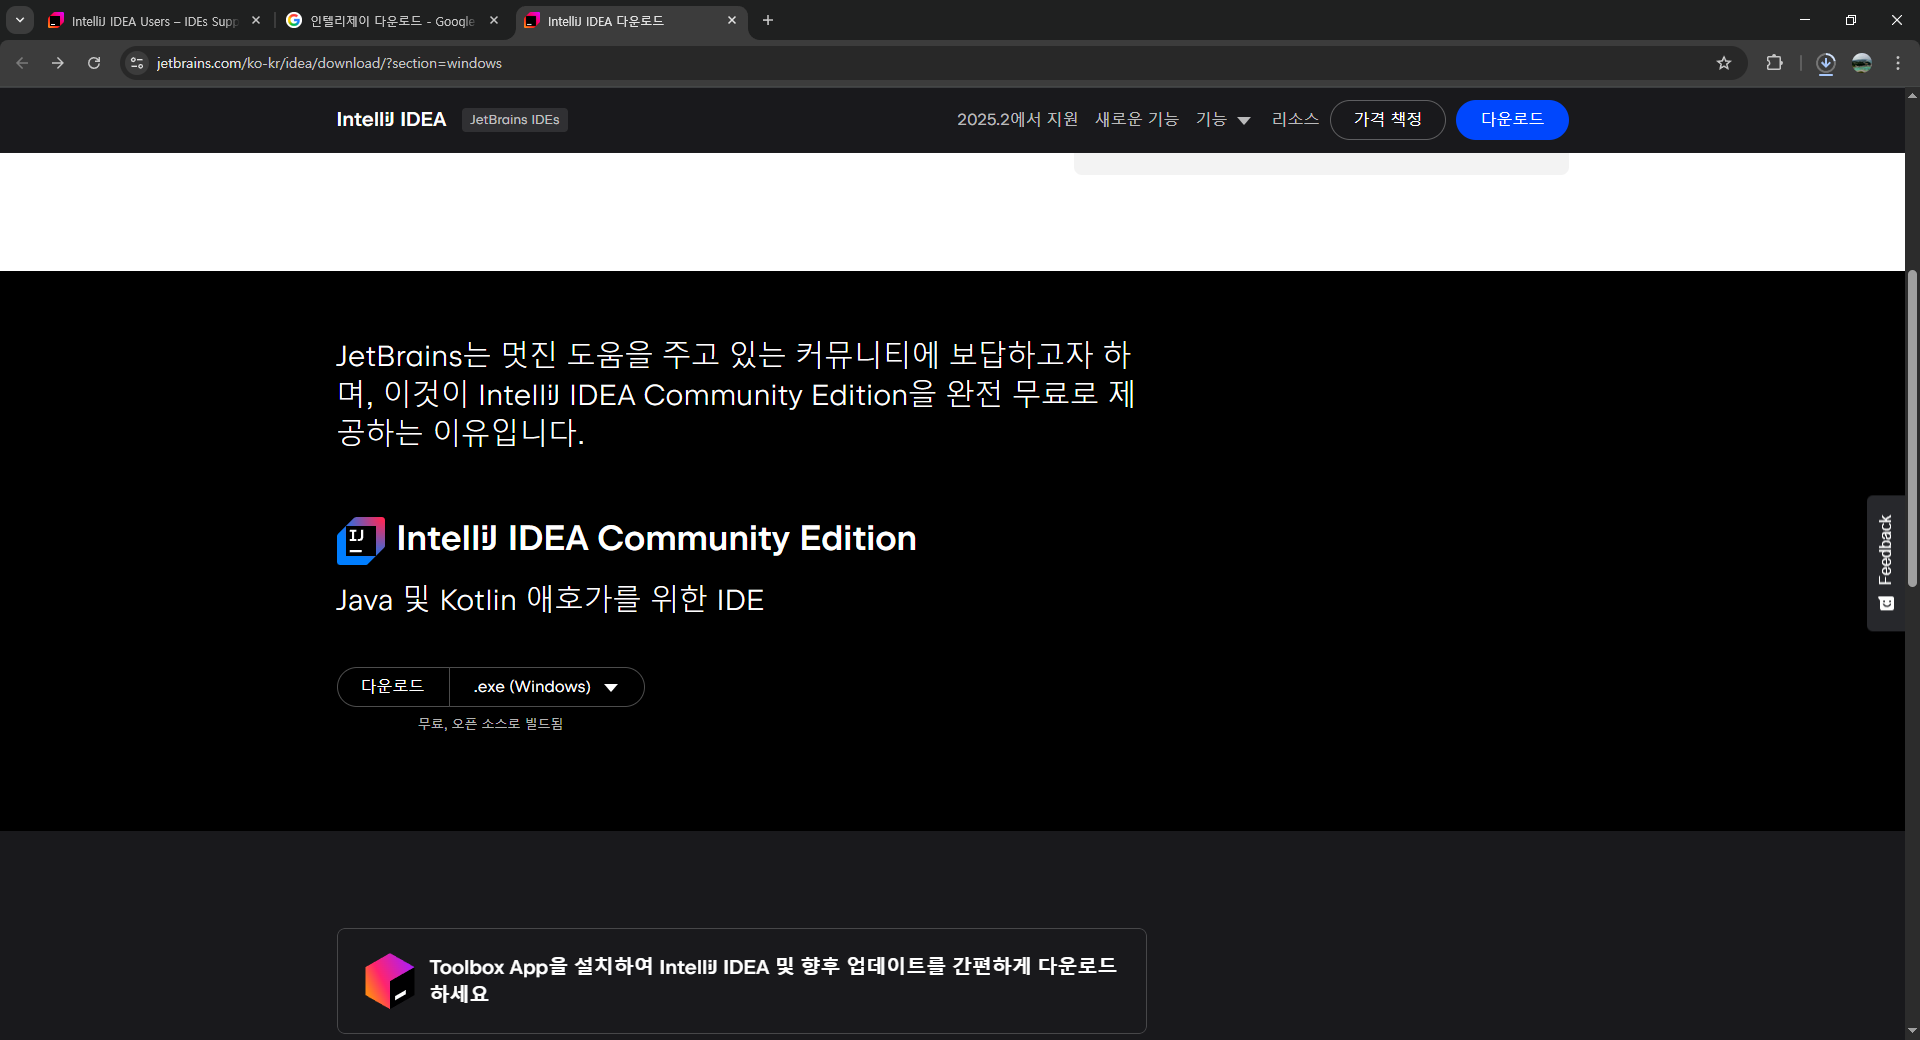 IntelliJ IDEA Users – IDEs Supp
인텔리제이 다운로드 - Google
IntelliJ IDEA 다운로드
jetbrains.com/ko-kr/idea/download/?section=windows
IntelliJ IDEA
JetBrains IDEs
2025.2에서 지원
새로운 기능
기능
리소스
가격 책정
다운로드
JetBrains는 멋진 도움을 주고 있는 커뮤니티에 보답하고자 하
며, 이것이 IntelliJ IDEA Community Edition을 완전 무료로 제
공하는 이유입니다.
IJ
IntelliJ IDEA Community Edition
Java 및 Kotlin 애호가를 위한 IDE
다운로드
.exe (Windows)
무료, 오픈 소스로 빌드됨
Feedback
Toolbox App을 설치하여 IntelliJ IDEA 및 향후 업데이트를 간편하게 다운로드
하세요